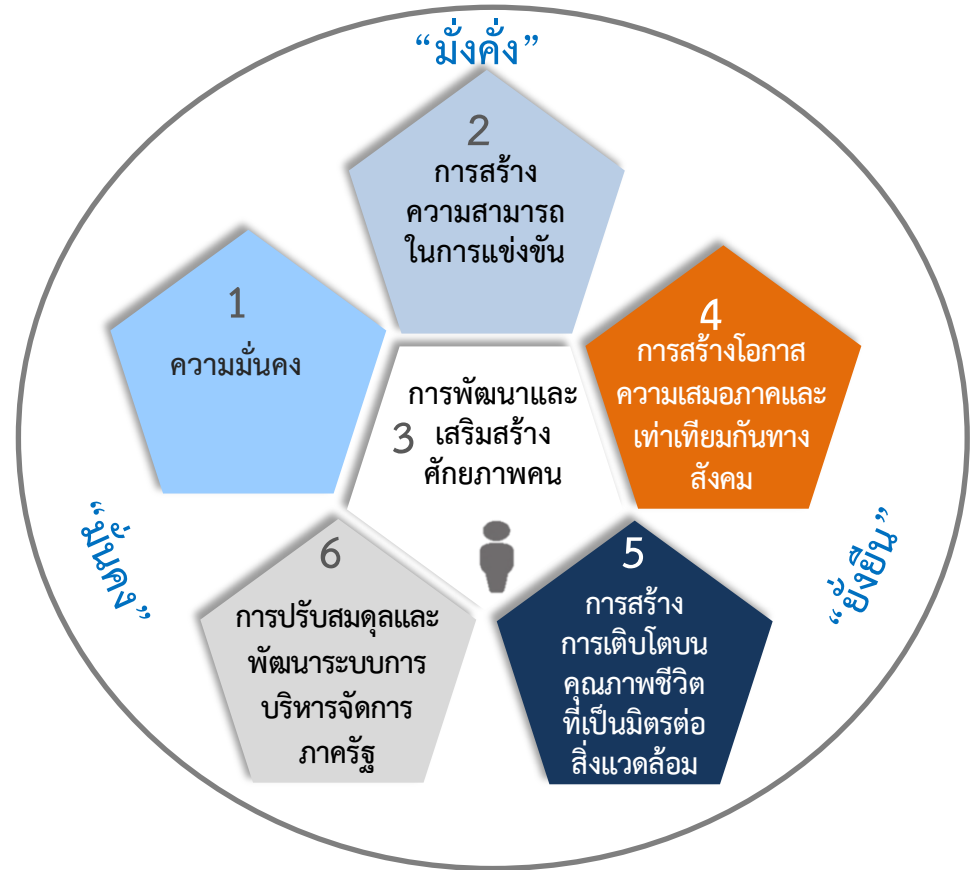 “มั่งคั่ง”
2
การสร้าง
ความสามารถ
ในการแข่งขัน
1
ความมั่นคง
4
การสร้างโอกาส
ความเสมอภาคและ
เท่าเทียมกันทาง
สังคม
3
การพัฒนาและ
เสริมสร้าง
ศักยภาพคน
“มั่นคง”
“ยั่งยืน”
6
การปรับสมดุลและ
พัฒนาระบบการ
บริหารจัดการ
ภาครัฐ
5
การสร้าง
การเติบโตบน
คุณภาพชีวิต
ที่เป็นมิตรต่อ
สิ่งแวดล้อม